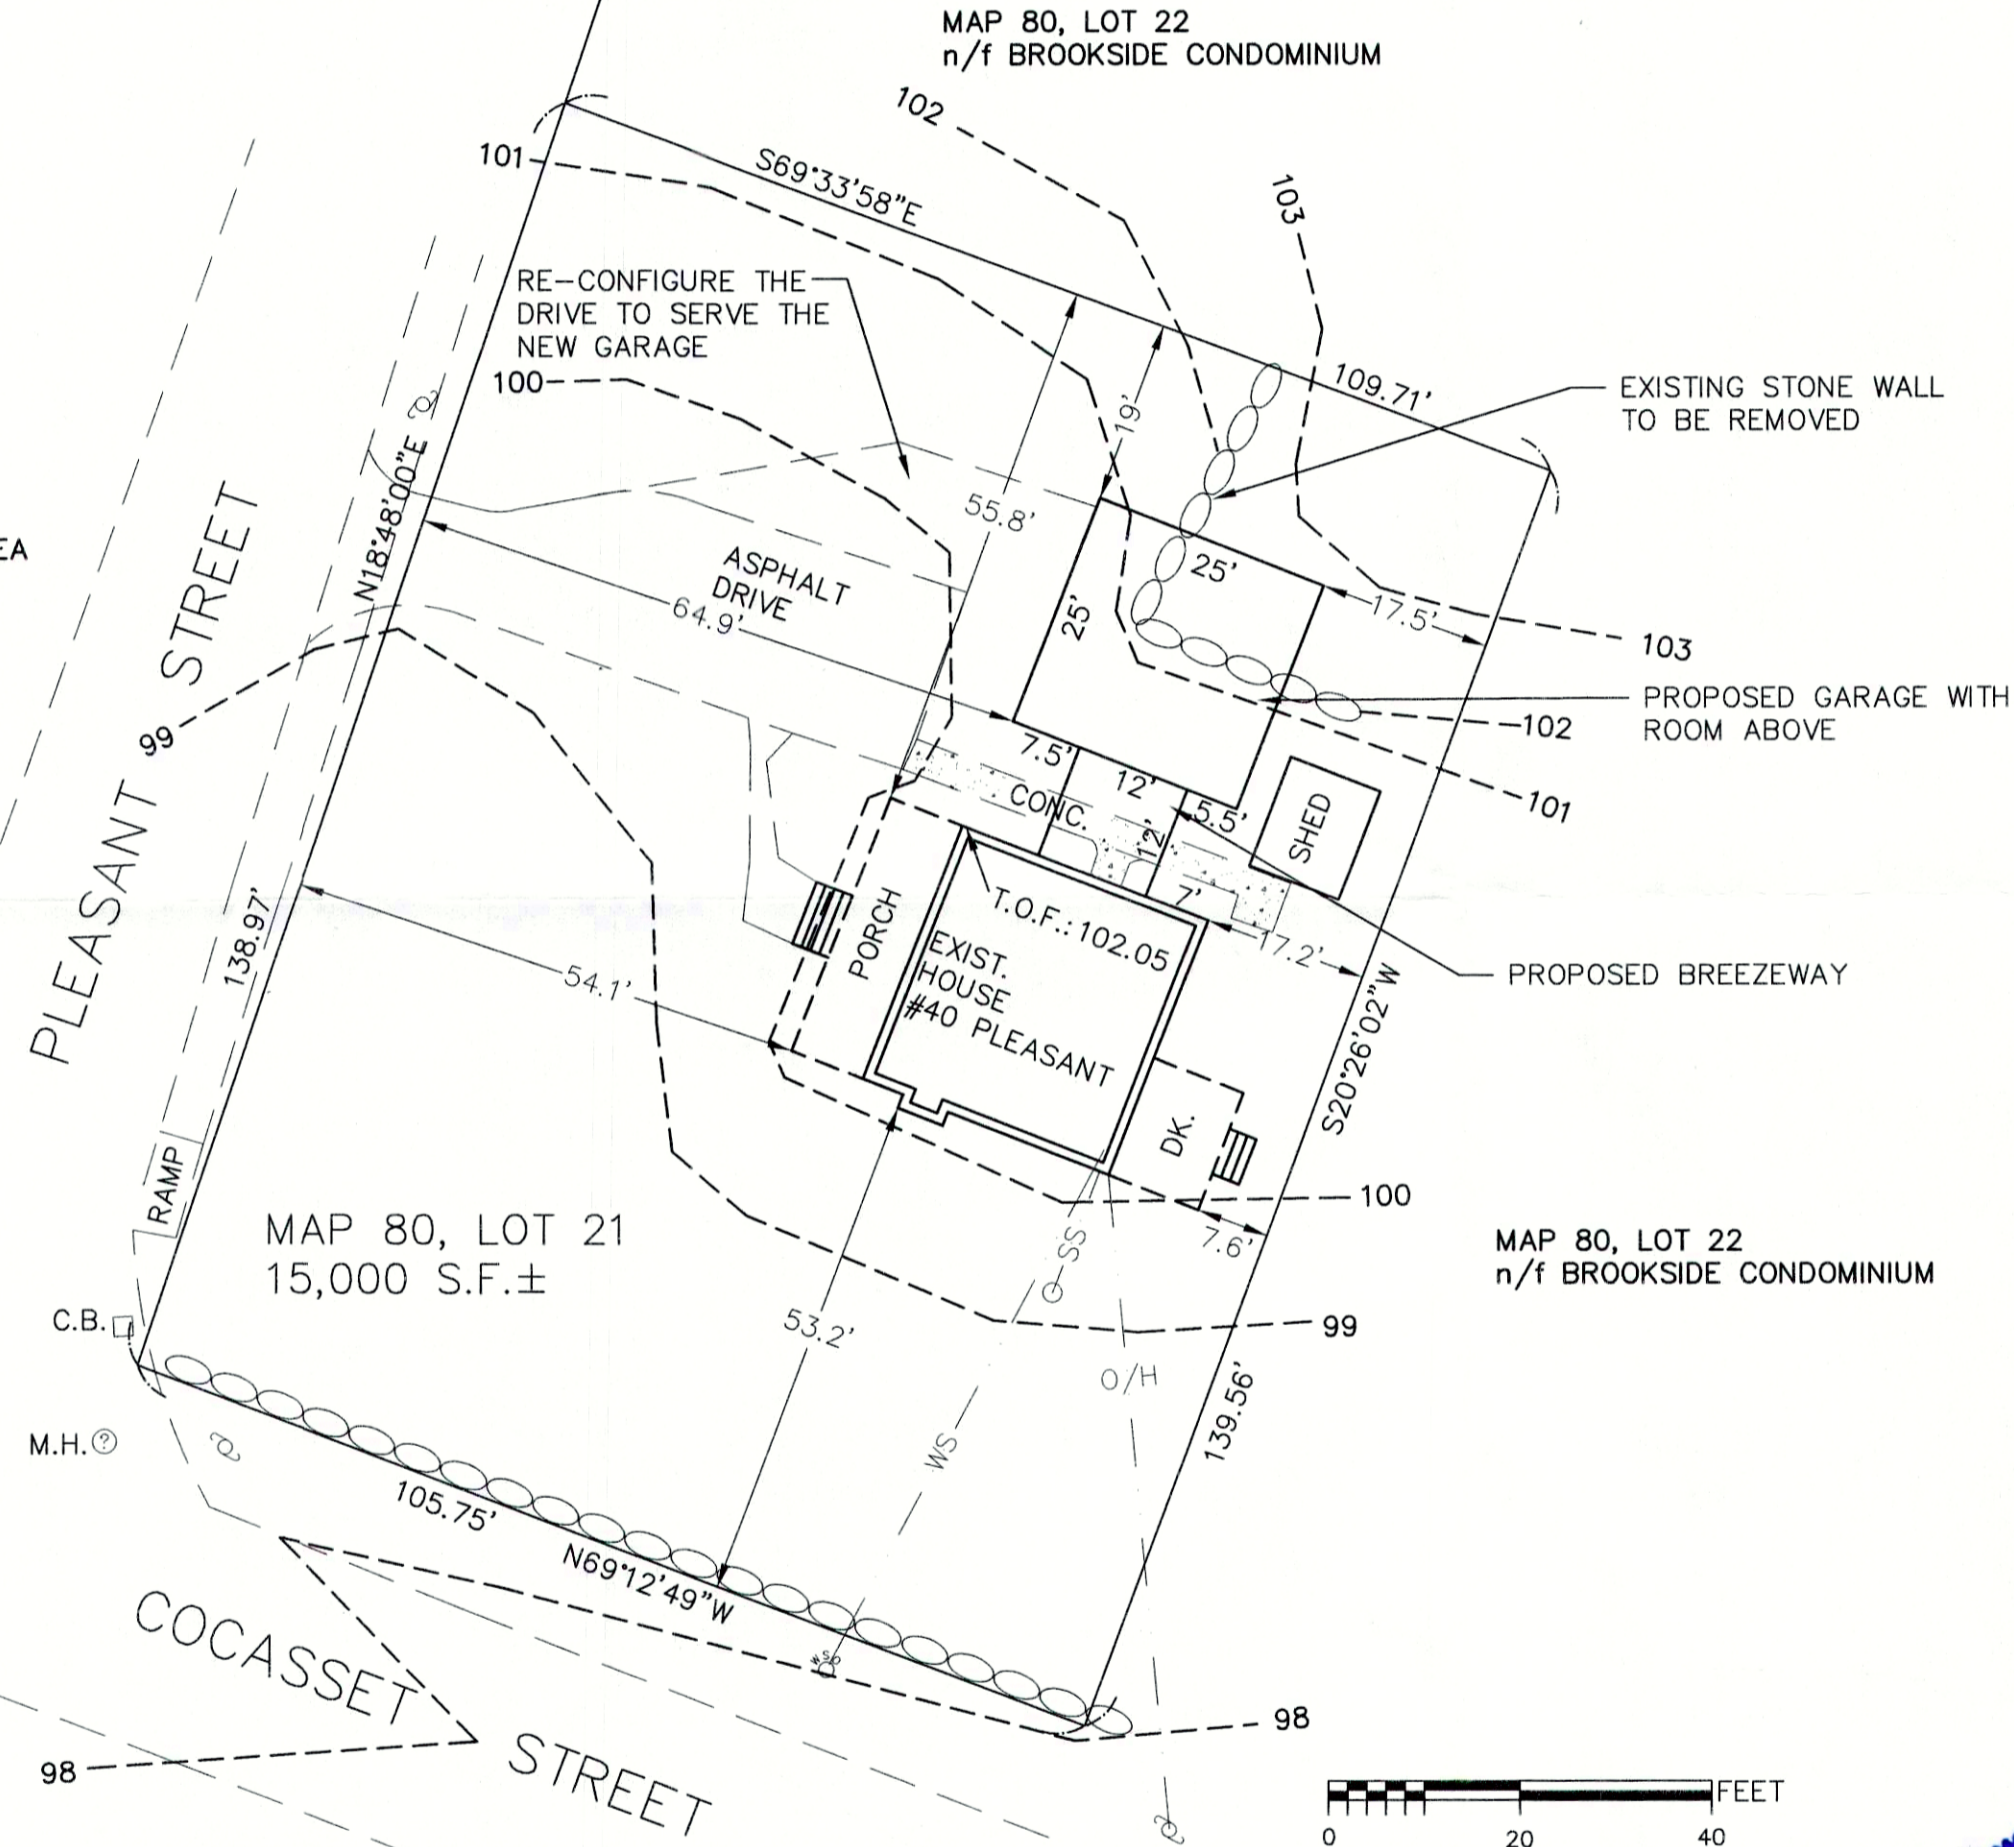 MAP 80, LOT 22
n/f BROOKSIDE CONDOMINIUM
102
101
S69°33'58"E
103
RE-CONFIGURE THE
DRIVE TO SERVE THE
NEW GARAGE
100
109.71'
EXISTING STONE WALL
TO BE REMOVED
19'
N18°48'00"E
55.8'
EA
ASPHALT
DRIVE
25'
25'
64.9'
17.5'
103
PLEASANT STREET
99
PROPOSED GARAGE WITH
ROOM ABOVE
102
7.5'
12'
CONC.
5.5'
12'
101
SHED
7'
138.97'
PORCH
T.O.F.: 102.05
17.2'
EXIST.
HOUSE
#40 PLEASANT
54.1'
PROPOSED BREEZEWAY
S20°26'02"W
DK.
RAMP
100
MAP 80, LOT 21
15,000 S.F.±
7.6'
SS
MAP 80, LOT 22
n/f BROOKSIDE CONDOMINIUM
C.B.
53.2'
99
O/H
139.56'
M.H. ?
WS
105.75'
N69°12'49"W
wso
COCASSET STREET
98
98
FEET
0 20 40